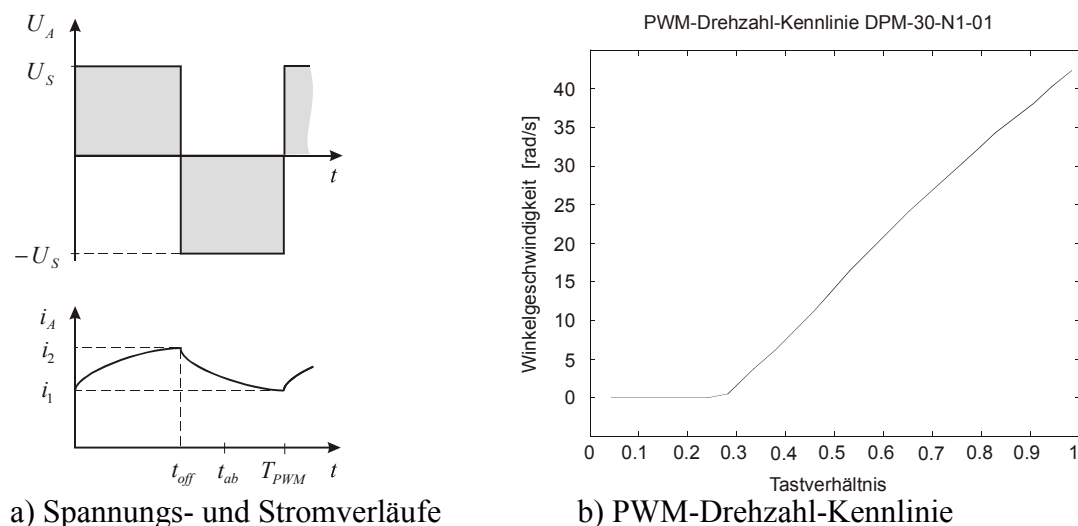 U_A
U_S
t
−U_S
i_A
i_2
i_1
t_off t_ab T_PWM t
a) Spannungs- und Stromverläufe
PWM-Drehzahl-Kennlinie DPM-30-N1-01
Winkelgeschwindigkeit [rad/s]
40
35
30
25
20
15
10
5
0
0 0.1 0.2 0.3 0.4 0.5 0.6 0.7 0.8 0.9 1
Tastverhältnis
b) PWM-Drehzahl-Kennlinie